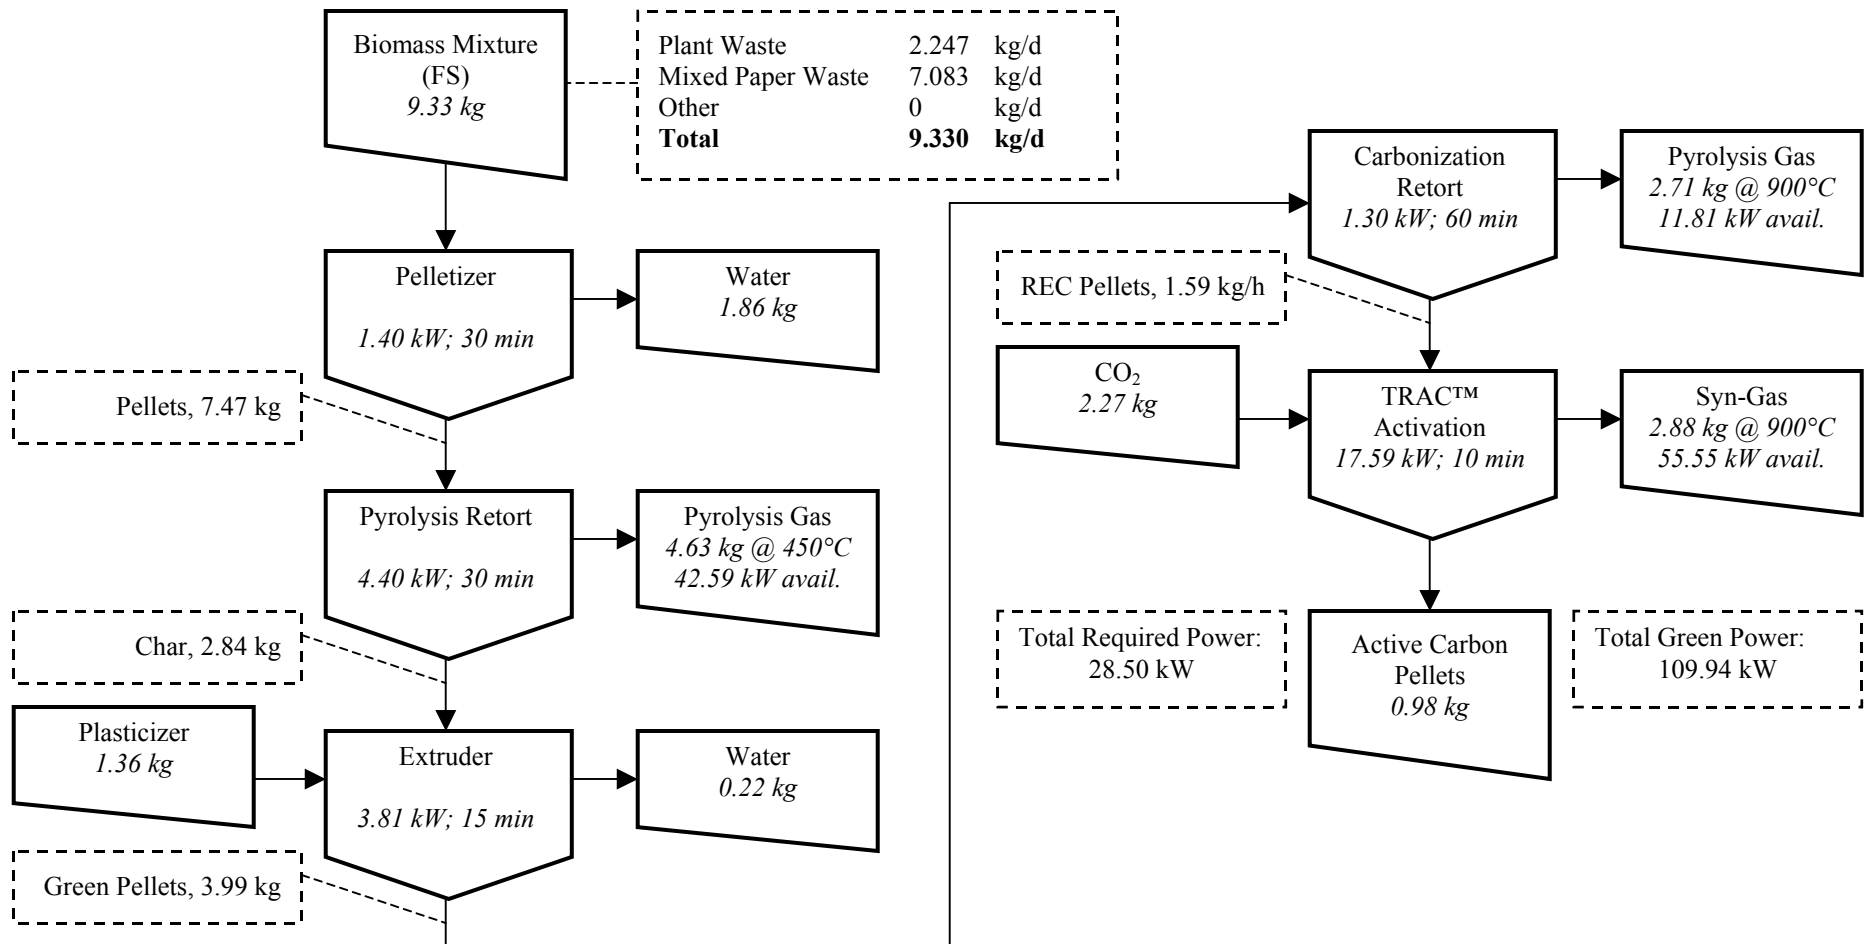 Biomass Mixture
(FS)
9.33 kg
Plant Waste 2.247 kg/d
Mixed Paper Waste 7.083 kg/d
Other 0 kg/d
Total 9.330 kg/d
Pelletizer
1.40 kW; 30 min
Water
1.86 kg
Pellets, 7.47 kg
Pyrolysis Retort
4.40 kW; 30 min
Pyrolysis Gas
4.63 kg @ 450°C
42.59 kW avail.
Char, 2.84 kg
Plasticizer
1.36 kg
Extruder
3.81 kW; 15 min
Water
0.22 kg
Green Pellets, 3.99 kg
Carbonization
Retort
1.30 kW; 60 min
Pyrolysis Gas
2.71 kg @ 900°C
11.81 kW avail.
REC Pellets, 1.59 kg/h
CO₂
2.27 kg
TRAC™
Activation
17.59 kW; 10 min
Syn-Gas
2.88 kg @ 900°C
55.55 kW avail.
Total Required Power:
28.50 kW
Active Carbon
Pellets
0.98 kg
Total Green Power:
109.94 kW